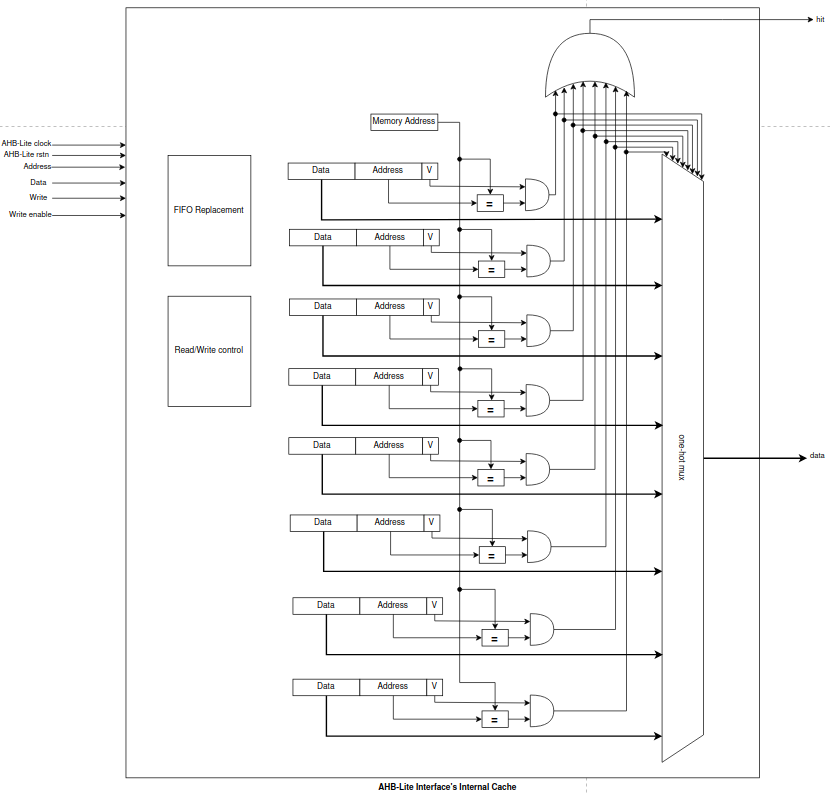 hit
Memory Address
AHB-Lite clock
AHB-Lite rstn
Address
Data
Write
Write enable
FIFO Replacement
Read/Write control
Data Address V
=
Data Address V
=
Data Address V
=
Data Address V
=
Data Address V
=
Data Address V
=
Data Address V
=
Data Address V
=
one-hot mux
data
AHB-Lite Interface's Internal Cache